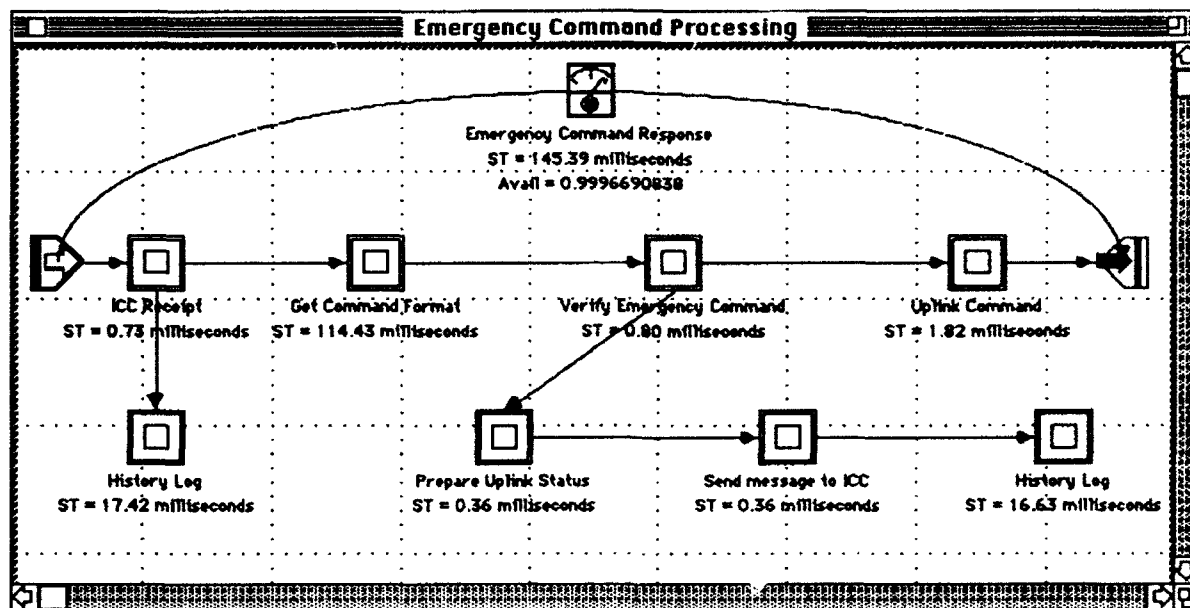 Emergency Command Processing
Emergency Command Response
ST = 145.39 milliseconds
Avail = 0.9996690838
ICC Receipt
ST = 0.73 milliseconds
Get Command Format
ST = 114.43 milliseconds
Verify Emergency Command
ST = 0.80 milliseconds
Uplink Command
ST = 1.82 milliseconds
History Log
ST = 17.42 milliseconds
Prepare Uplink Status
ST = 0.36 milliseconds
Send message to ICC
ST = 0.36 milliseconds
History Log
ST = 16.63 milliseconds